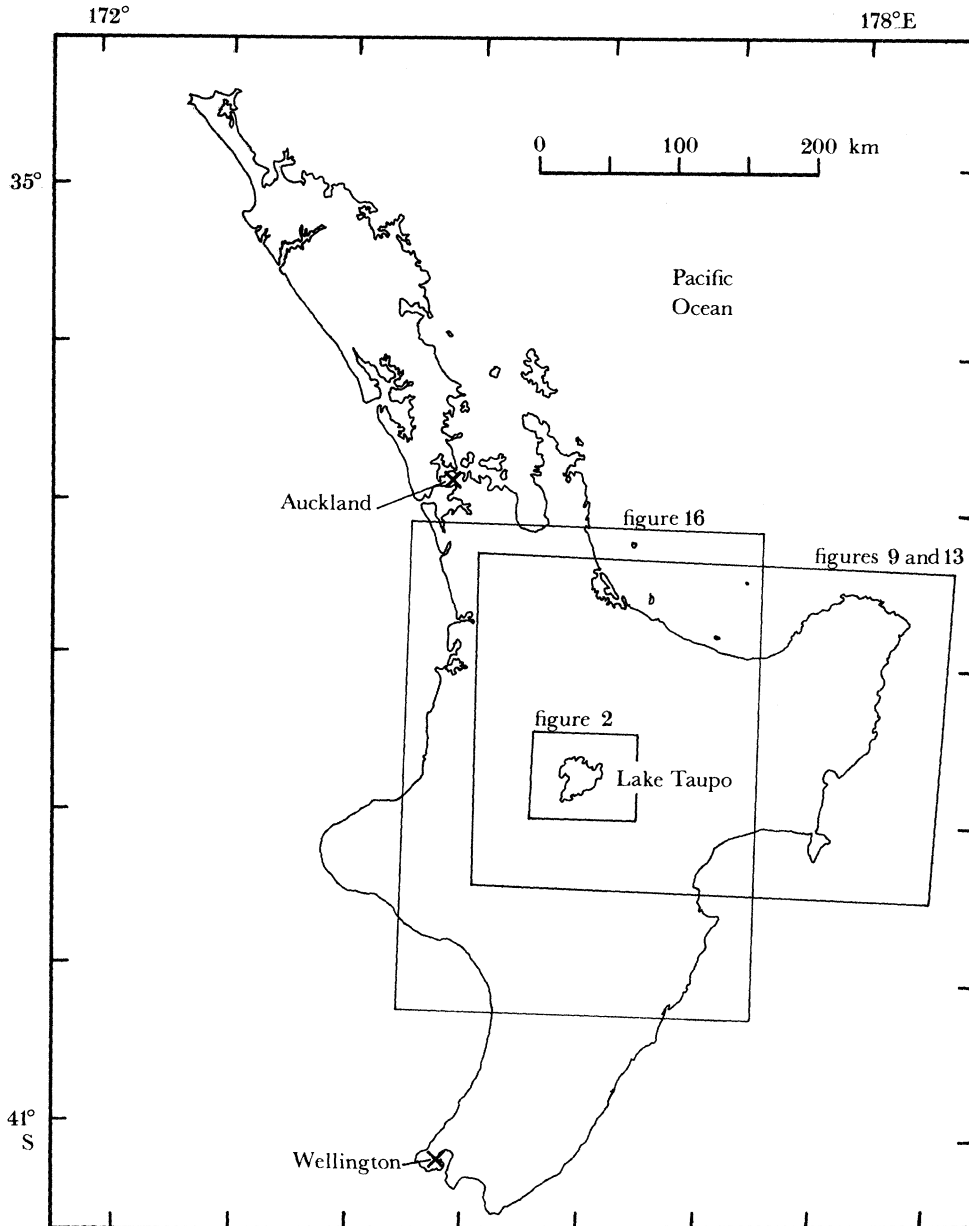 172°
178°E
0 100 200 km
35°
Pacific
Ocean
Auckland
figure 16
figures 9 and 13
figure 2
Lake Taupo
41°
S
Wellington